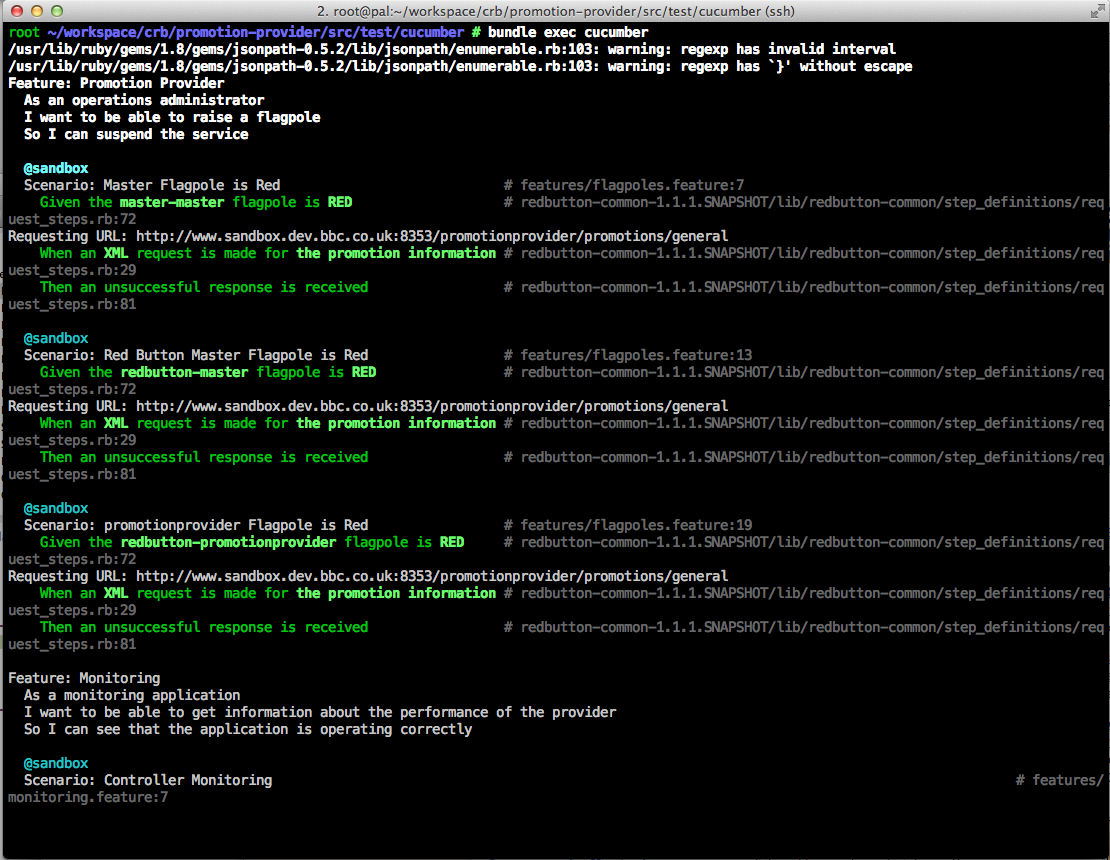 2. root@pal:~/workspace/crb/promotion-provider/src/test/cucumber (ssh)
root ~/workspace/crb/promotion-provider/src/test/cucumber # bundle exec cucumber
/usr/lib/ruby/gems/1.8/gems/jsonpath-0.5.2/lib/jsonpath/enumerable.rb:103: warning: regexp has invalid interval
/usr/lib/ruby/gems/1.8/gems/jsonpath-0.5.2/lib/jsonpath/enumerable.rb:103: warning: regexp has `}' without escape
Feature: Promotion Provider
  As an operations administrator
  I want to be able to raise a flagpole
  So I can suspend the service

  @sandbox
  Scenario: Master Flagpole is Red                            # features/flagpoles.feature:7
    Given the master-master flagpole is RED                   # redbutton-common-1.1.1.SNAPSHOT/lib/redbutton-common/step_definitions/req
uest_steps.rb:72
Requesting URL: http://www.sandbox.dev.bbc.co.uk:8353/promotionprovider/promotions/general
    When an XML request is made for the promotion information # redbutton-common-1.1.1.SNAPSHOT/lib/redbutton-common/step_definitions/req
uest_steps.rb:29
    Then an unsuccessful response is received                 # redbutton-common-1.1.1.SNAPSHOT/lib/redbutton-common/step_definitions/req
uest_steps.rb:81

  @sandbox
  Scenario: Red Button Master Flagpole is Red                 # features/flagpoles.feature:13
    Given the redbutton-master flagpole is RED                # redbutton-common-1.1.1.SNAPSHOT/lib/redbutton-common/step_definitions/req
uest_steps.rb:72
Requesting URL: http://www.sandbox.dev.bbc.co.uk:8353/promotionprovider/promotions/general
    When an XML request is made for the promotion information # redbutton-common-1.1.1.SNAPSHOT/lib/redbutton-common/step_definitions/req
uest_steps.rb:29
    Then an unsuccessful response is received                 # redbutton-common-1.1.1.SNAPSHOT/lib/redbutton-common/step_definitions/req
uest_steps.rb:81

  @sandbox
  Scenario: promotionprovider Flagpole is Red                 # features/flagpoles.feature:19
    Given the redbutton-promotionprovider flagpole is RED     # redbutton-common-1.1.1.SNAPSHOT/lib/redbutton-common/step_definitions/req
uest_steps.rb:72
Requesting URL: http://www.sandbox.dev.bbc.co.uk:8353/promotionprovider/promotions/general
    When an XML request is made for the promotion information # redbutton-common-1.1.1.SNAPSHOT/lib/redbutton-common/step_definitions/req
uest_steps.rb:29
    Then an unsuccessful response is received                 # redbutton-common-1.1.1.SNAPSHOT/lib/redbutton-common/step_definitions/req
uest_steps.rb:81

Feature: Monitoring
  As a monitoring application
  I want to be able to get information about the performance of the provider
  So I can see that the application is operating correctly

  @sandbox
  Scenario: Controller Monitoring                                                                                             # features/
monitoring.feature:7